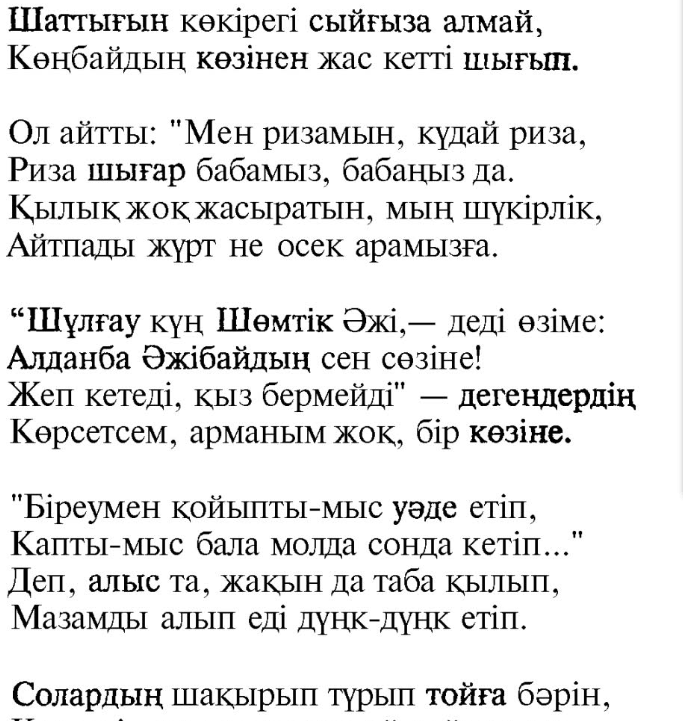 Шаттығын көкірегі сыйғыза алмай,
Көңбайдың көзінен жас кетті шығып.
Ол айтты: "Мен ризамын, құдай риза,
Риза шығар бабамыз, бабаңыз да.
Қылық жоқ жасыратын, мың шүкірлік,
Айтпады жұрт не осек арамызға.
“Шұлғау күң Шөмтік Әжі,— деді өзіме:
Алданба Әжібайдың сен сөзіне!
Жеп кетеді, қыз бермейді" — дегендердің
Көрсетсем, арманым жоқ, бір көзіне.
"Біреумен қойыпты-мыс уәде етіп,
Қапты-мыс бала молда сонда кетіп..."
Деп, алыс та, жақын да таба қылып,
Мазамды алып еді дүңк-дүңк етіп.
Солардың шақырып тұрып тойға бәрін,